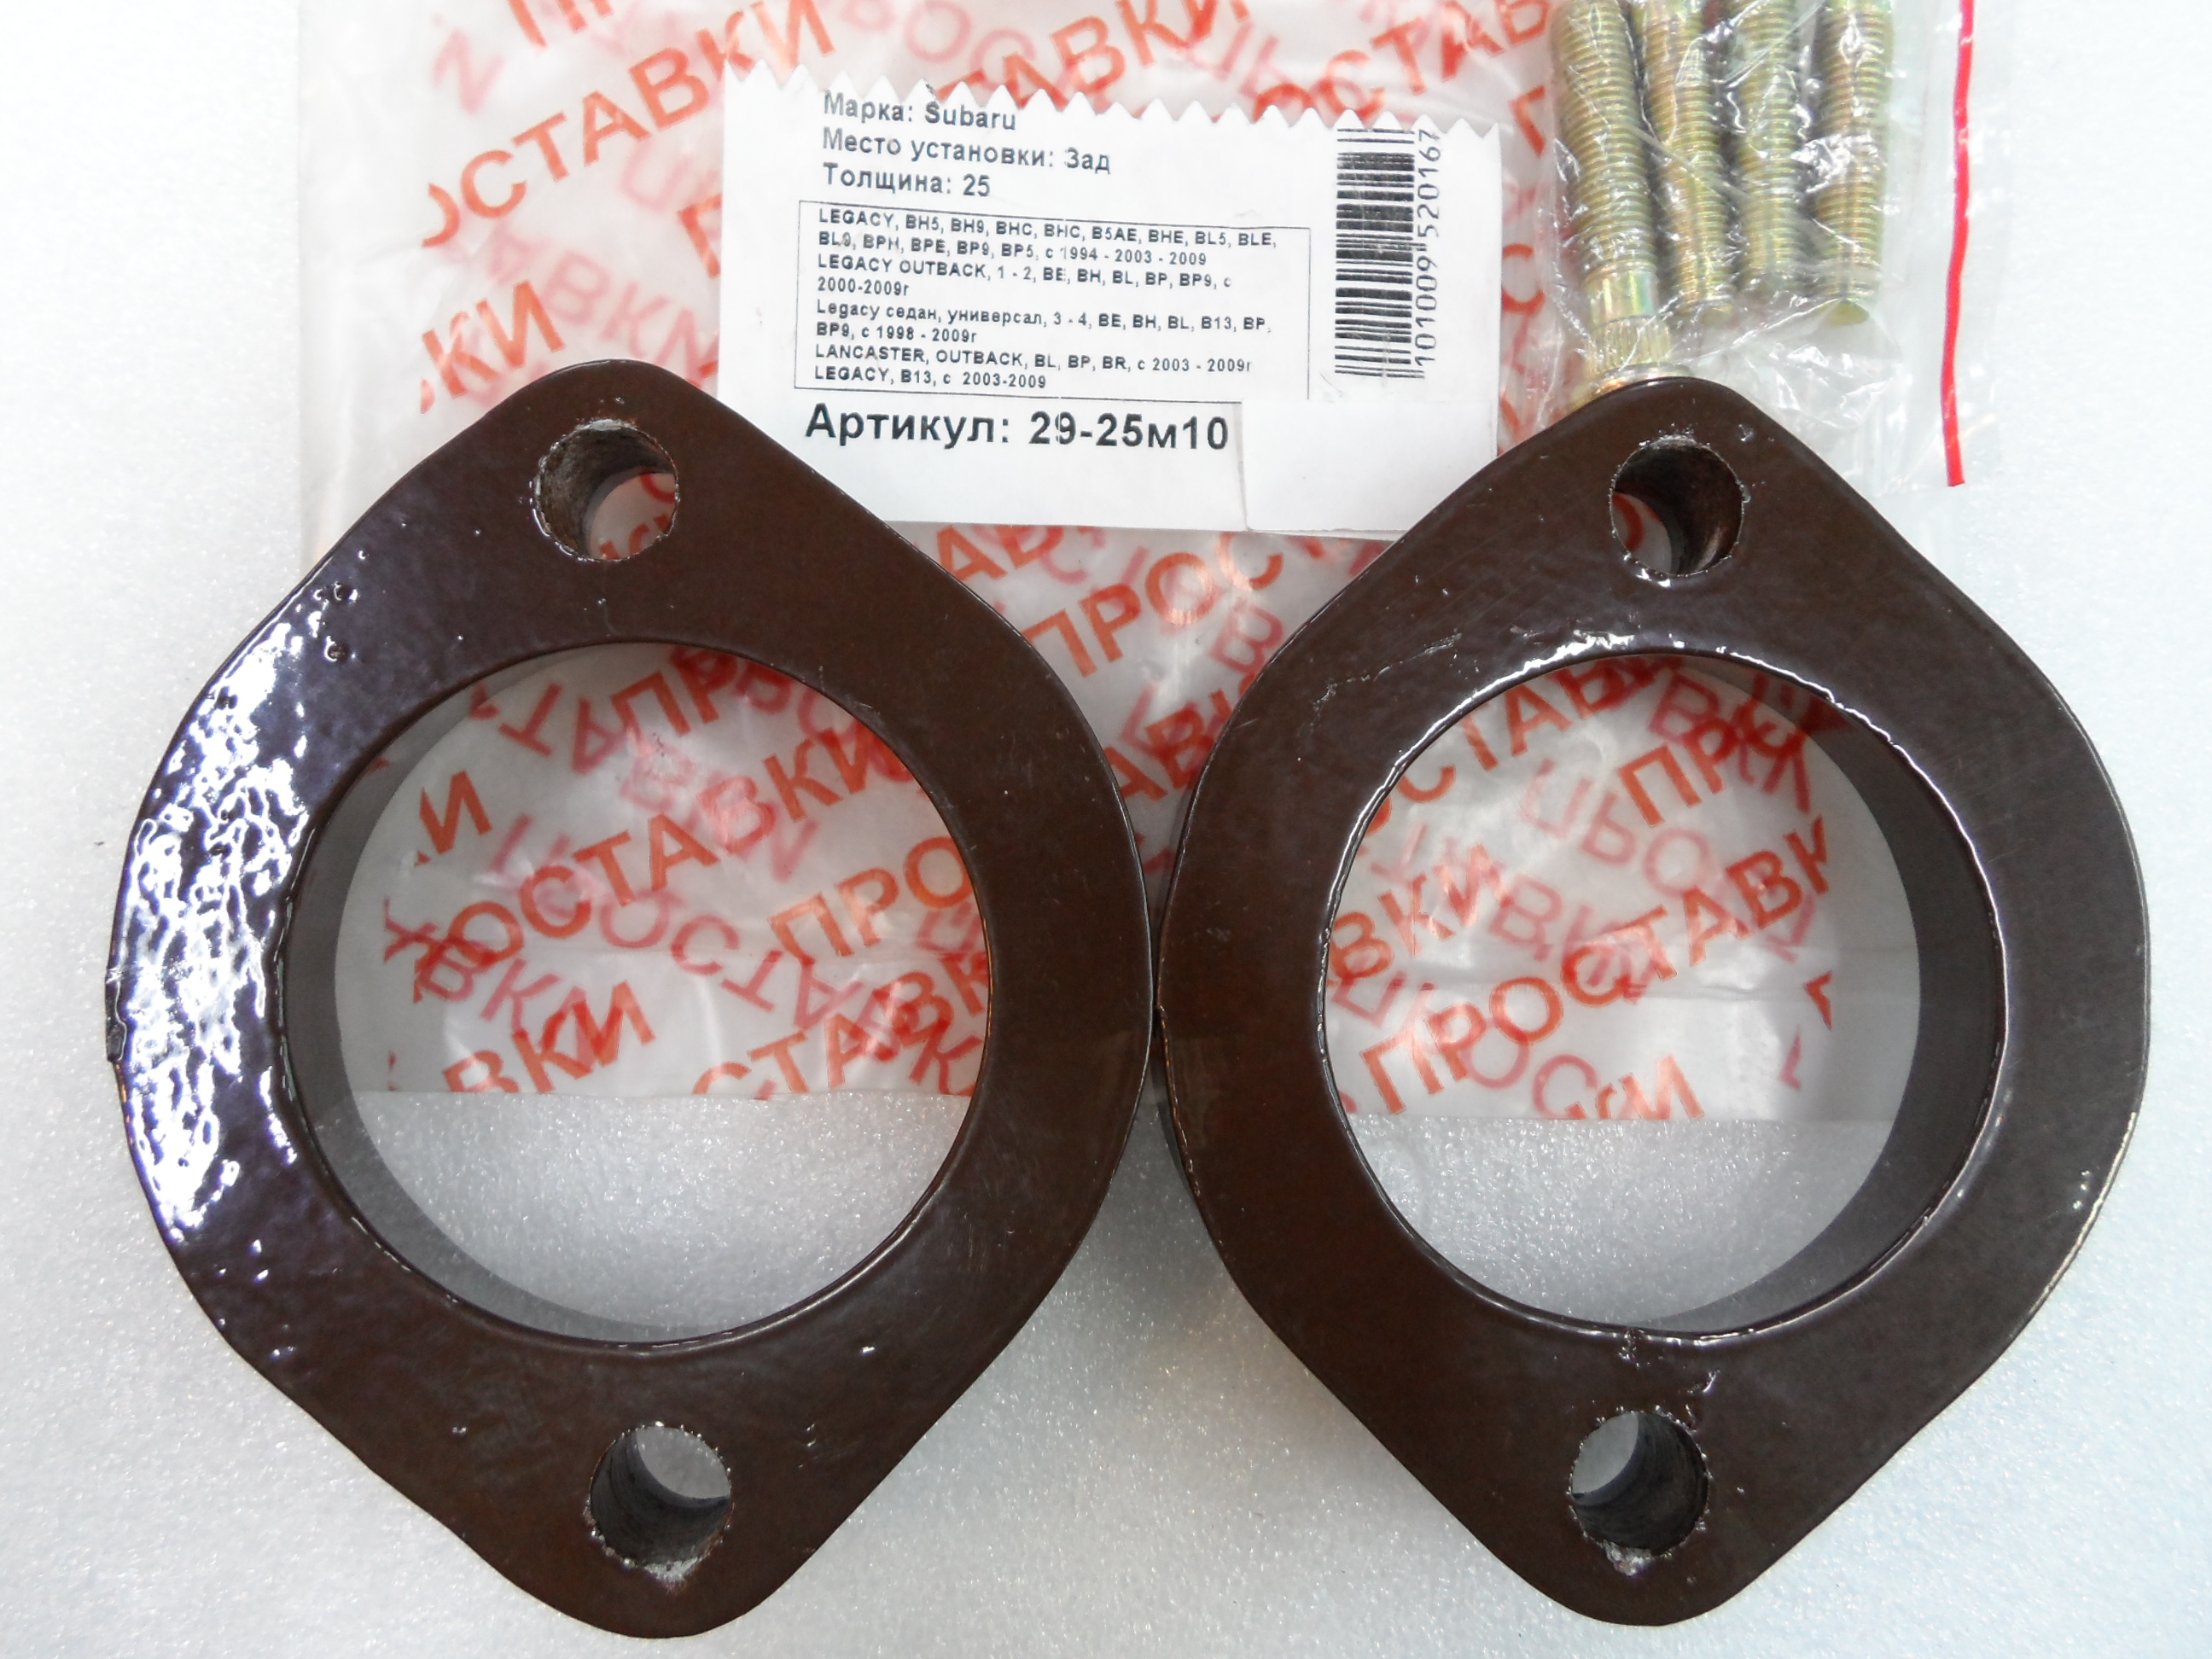 Марка: Subaru
Место установки: Зад
Толщина: 25
LEGACY, BH5, BH9, BHC, BHC, B5AE, BHE, BL5, BLE,
BL9, BPH, BPE, BP9, BP5, с 1994 - 2003 - 2009
LEGACY OUTBACK, 1 - 2, BE, BH, BL, BP, BP9, с
2000-2009г
Legacy седан, универсал, 3 - 4, BE, BH, BL, B13, BP,
BP9, с 1998 - 2009г
LANCASTER, OUTBACK, BL, BP, BR, с 2003 - 2009г
LEGACY, B13, с 2003-2009
Артикул: 29-25м10
1010095520167
ПРОСТАВКИ